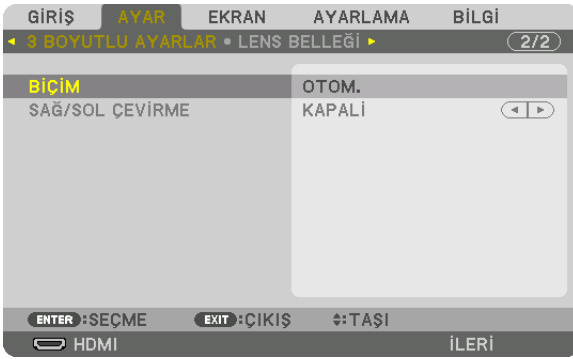 GİRİŞ AYAR EKRAN AYARLAMA BİLGİ
3 BOYUTLU AYARLAR • LENS BELLEĞİ 2/2
BİÇİM OTOM.
SAĞ/SOL ÇEVİRME KAPALİ
ENTER :SEÇME EXIT :ÇIKIŞ :TAŞI
HDMI İLERİ